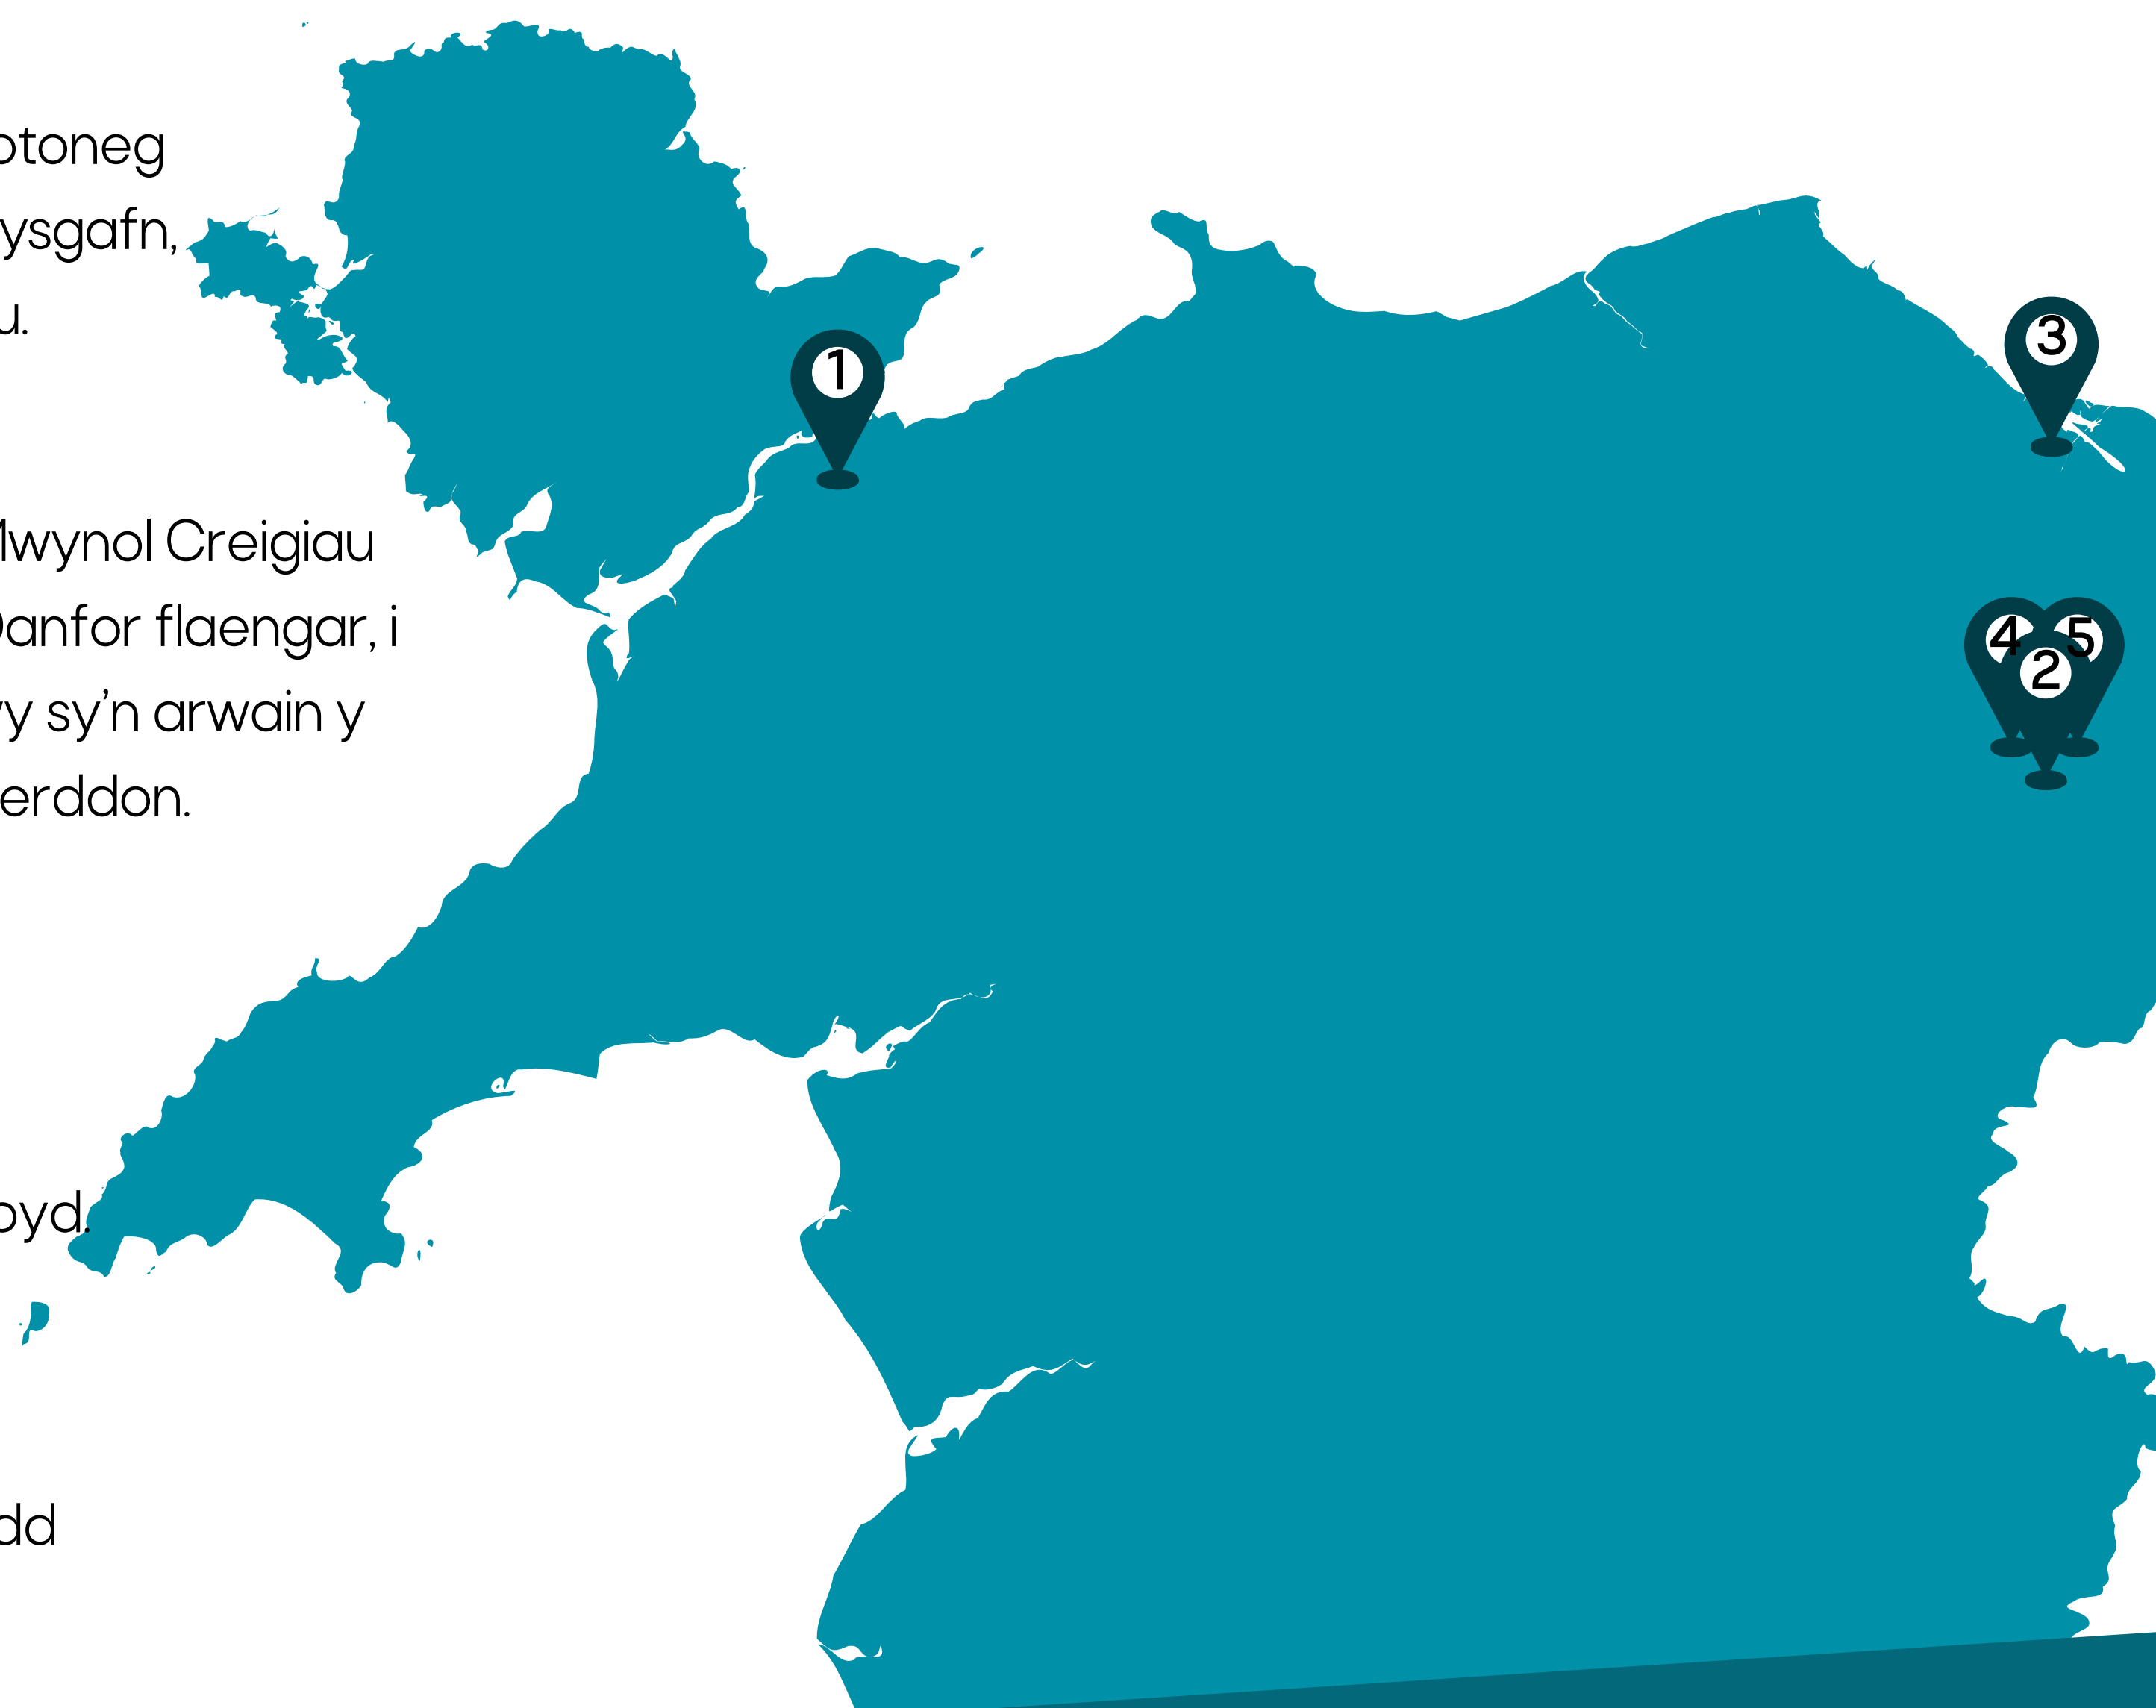 otoneg
ysgafn,
u.
Mwynol Creigiau
Danfor flaengar, i
y sy’n arwain y
erddon.
oyd.
dd
1
3
4
5
2